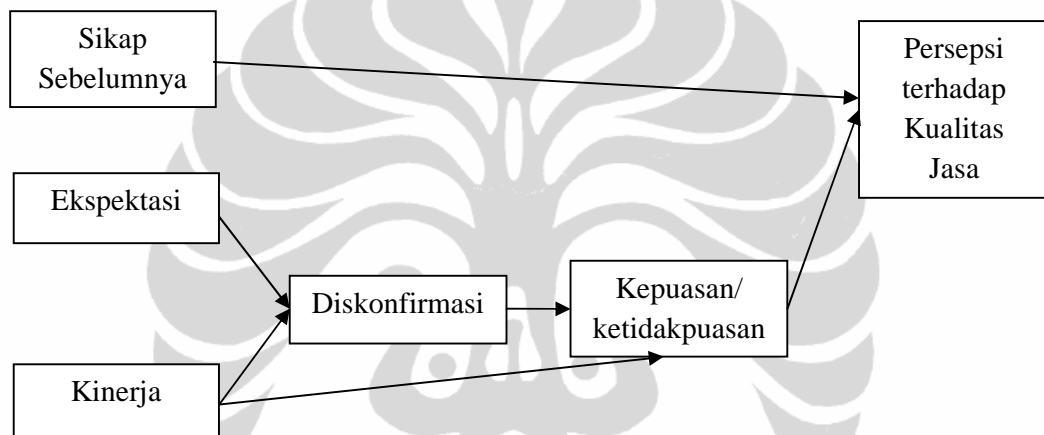 Sikap
Sebelumnya
Persepsi
terhadap
Kualitas
Jasa
Ekspektasi
Diskonfirmasi
Kepuasan/
ketidakpuasan
Kinerja